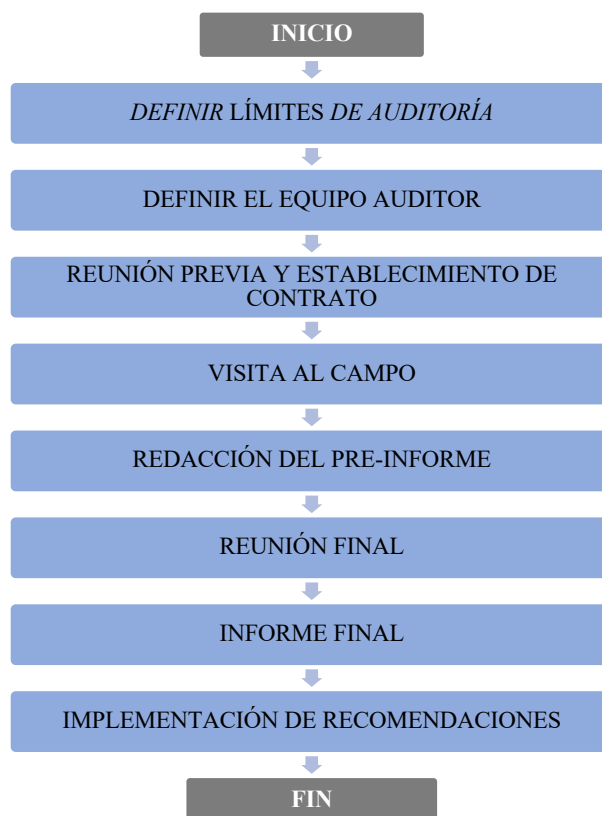 INICIO
DEFINIR LÍMITES DE AUDITORÍA
DEFINIR EL EQUIPO AUDITOR
REUNIÓN PREVIA Y ESTABLECIMIENTO DE
CONTRATO
VISITA AL CAMPO
REDACCIÓN DEL PRE-INFORME
REUNIÓN FINAL
INFORME FINAL
IMPLEMENTACIÓN DE RECOMENDACIONES
FIN